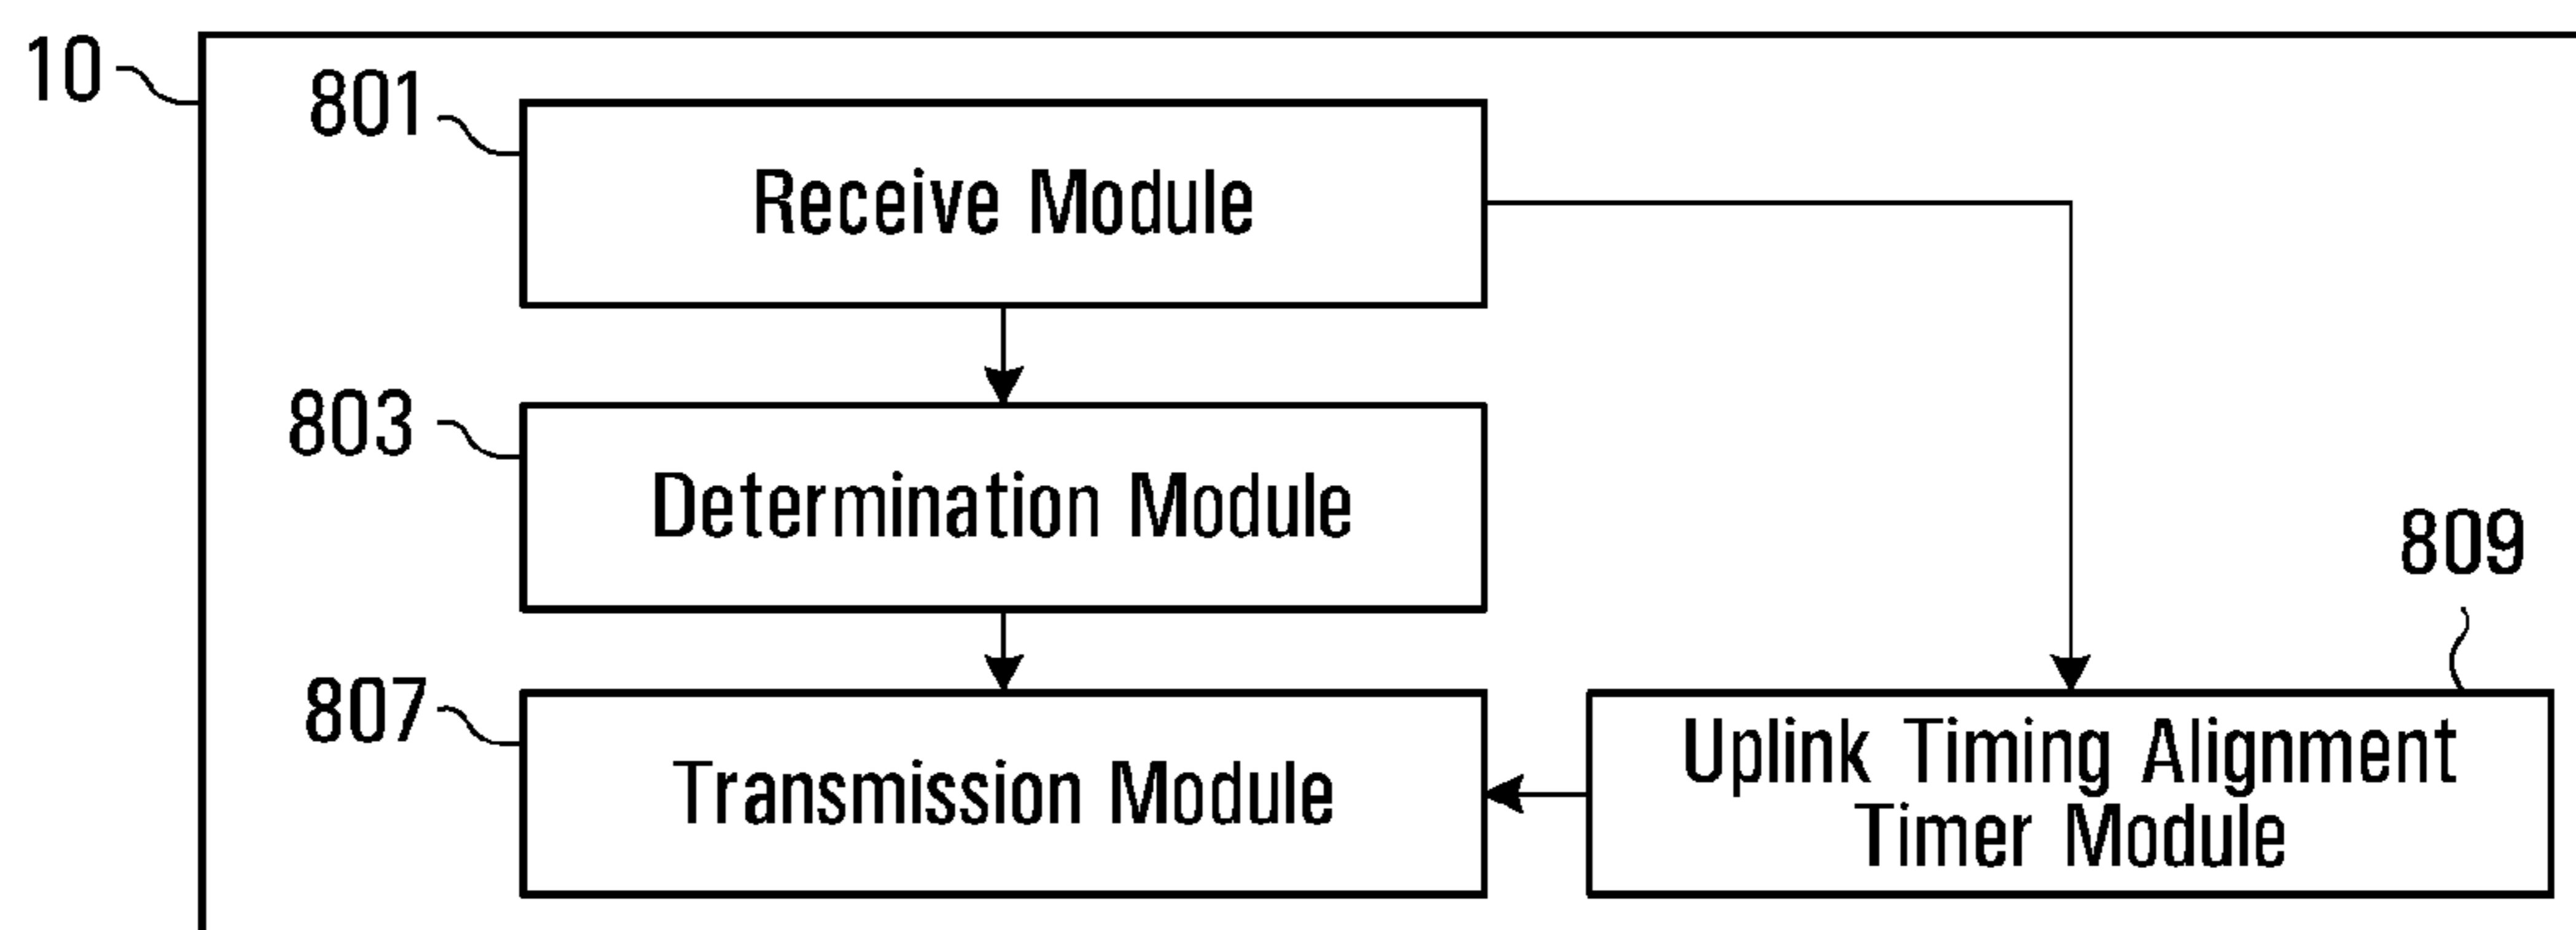 10
801
Receive Module
803
Determination Module
809
807
Transmission Module
Uplink Timing Alignment
Timer Module